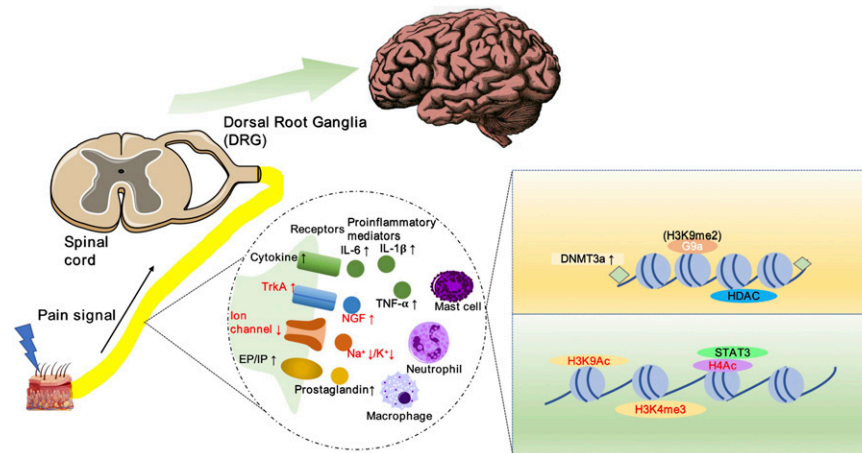 Dorsal Root Ganglia
(DRG)
Spinal
cord
Pain signal
Receptors
Proinflammatory
mediators
Cytokine ↑
IL-6 ↑
IL-1β ↑
TrkA ↑
NGF ↑
TNF-α ↑
Mast cell
Ion
channel ↓
Na⁺ ↓/K⁺↓
Neutrophil
EP/IP ↑
Prostaglandin↑
Macrophage
(H3K9me2)
G9a
DNMT3a ↑
HDAC
STAT3
H3K9Ac
H4Ac
H3K4me3